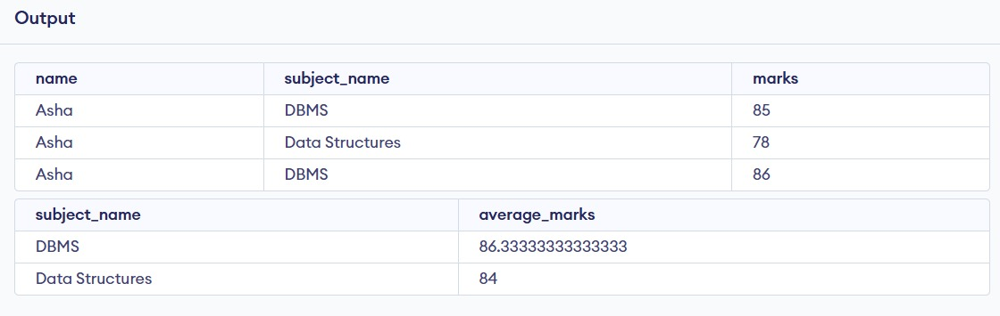 Output
name subject_name marks
Asha DBMS 85
Asha Data Structures 78
Asha DBMS 86
subject_name average_marks
DBMS 86.33333333333333
Data Structures 84